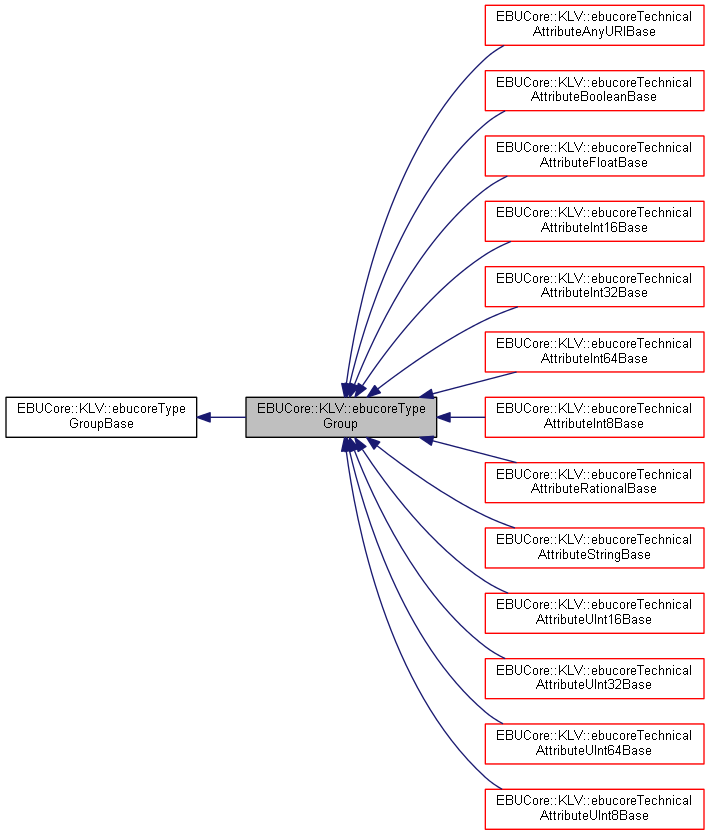 EBUCore::KLV::ebucoreTechnical
AttributeAnyURIBase
EBUCore::KLV::ebucoreTechnical
AttributeBooleanBase
EBUCore::KLV::ebucoreTechnical
AttributeFloatBase
EBUCore::KLV::ebucoreTechnical
AttributeInt16Base
EBUCore::KLV::ebucoreTechnical
AttributeInt32Base
EBUCore::KLV::ebucoreTechnical
AttributeInt64Base
EBUCore::KLV::ebucoreType
GroupBase
EBUCore::KLV::ebucoreType
Group
EBUCore::KLV::ebucoreTechnical
AttributeInt8Base
EBUCore::KLV::ebucoreTechnical
AttributeRationalBase
EBUCore::KLV::ebucoreTechnical
AttributeStringBase
EBUCore::KLV::ebucoreTechnical
AttributeUInt16Base
EBUCore::KLV::ebucoreTechnical
AttributeUInt32Base
EBUCore::KLV::ebucoreTechnical
AttributeUInt64Base
EBUCore::KLV::ebucoreTechnical
AttributeUInt8Base